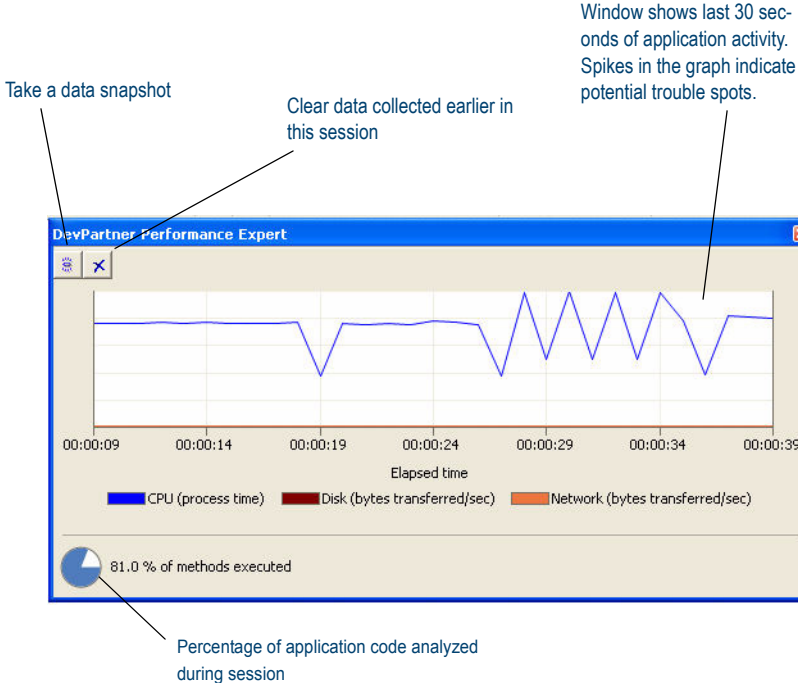 Window shows last 30 sec-
onds of application activity.
Spikes in the graph indicate
potential trouble spots.
Take a data snapshot
Clear data collected earlier in
this session
DevPartner Performance Expert
00:00:09 00:00:14 00:00:19 00:00:24 00:00:29 00:00:34 00:00:39
Elapsed time
CPU (process time) Disk (bytes transferred/sec) Network (bytes transferred/sec)
81.0 % of methods executed
Percentage of application code analyzed
during session